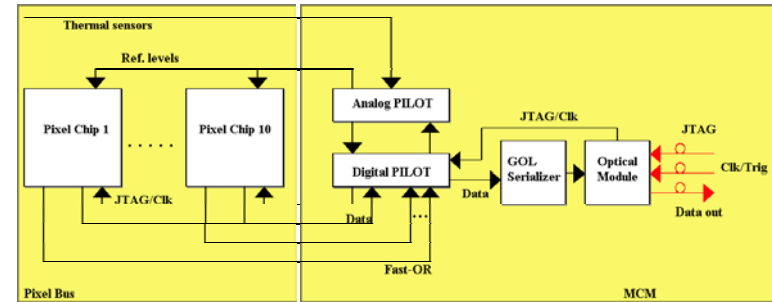 Thermal sensors
Ref. levels
Pixel Chip 1
. . . . .
Pixel Chip 10
Analog PILOT
JTAG/Clk
JTAG
Digital PILOT
GOL
Serializer
Optical
Module
Clk/Trig
JTAG/Clk
Data
...
Data
Data out
Fast-OR
Pixel Bus
MCM